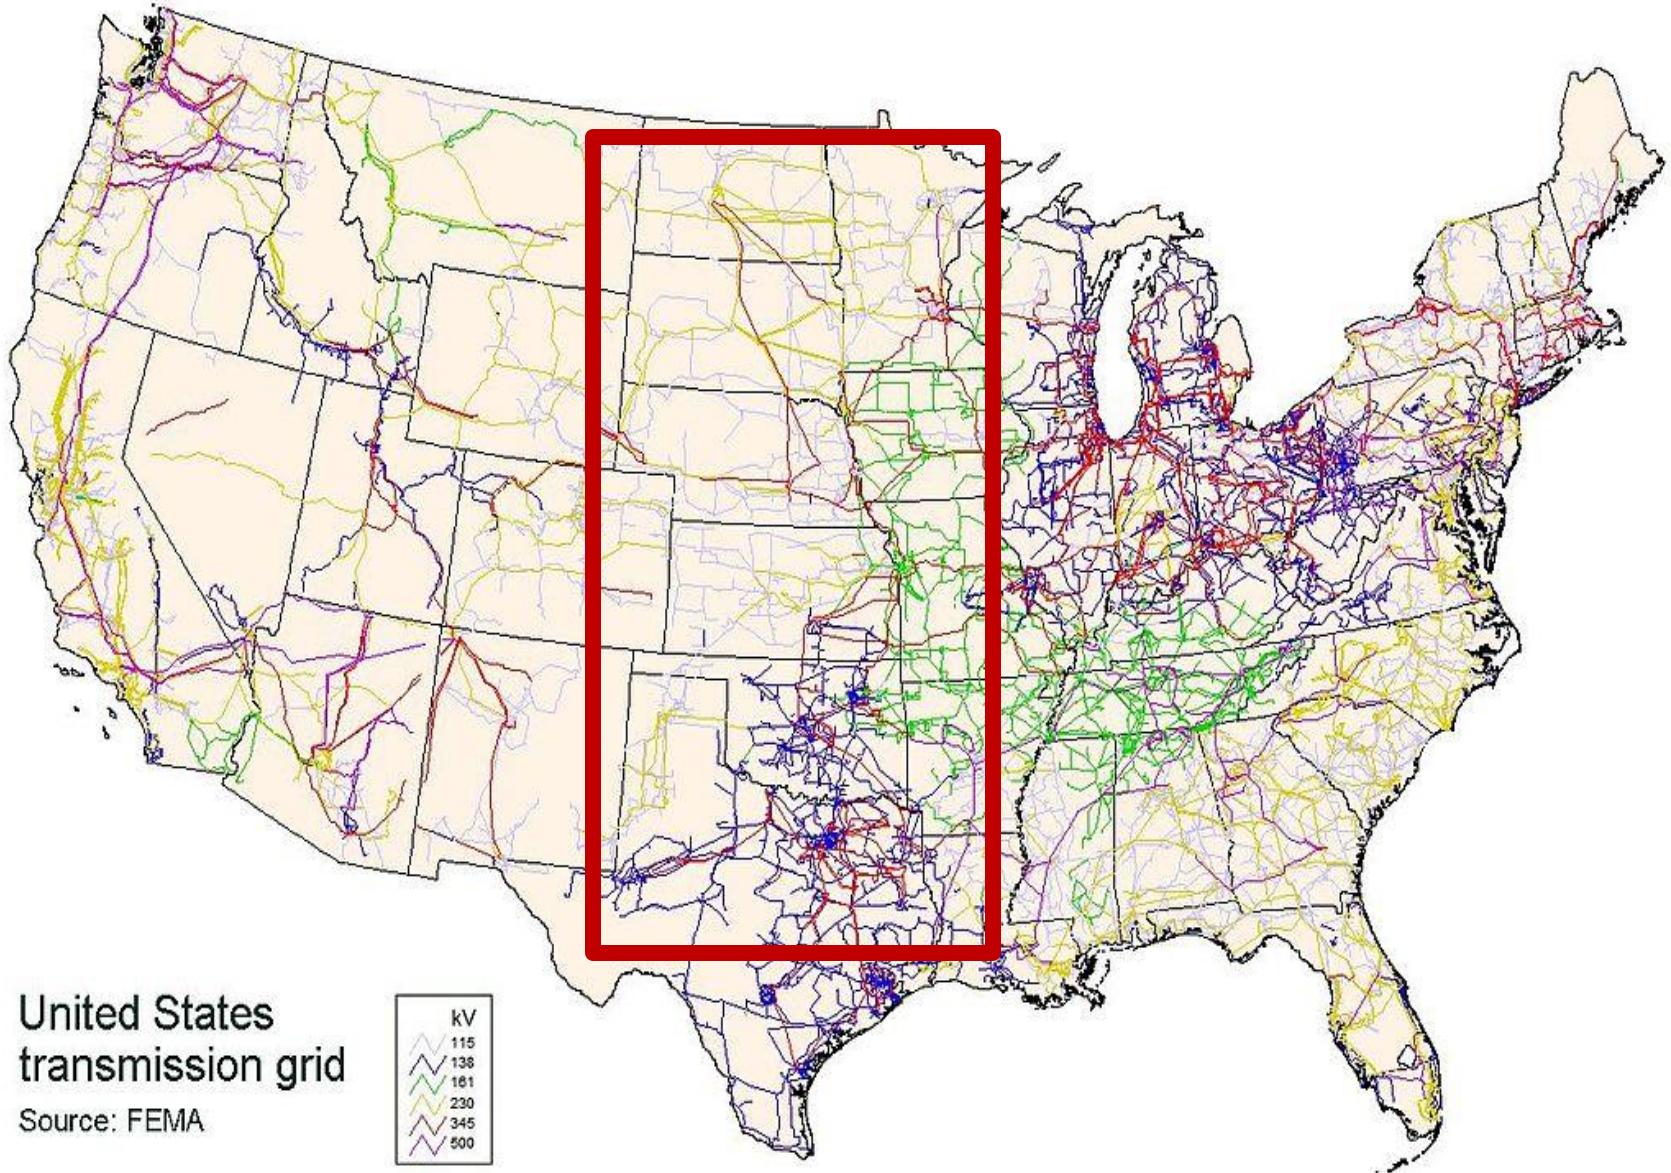 United States
transmission grid
Source: FEMA
kV
115
138
161
230
345
500